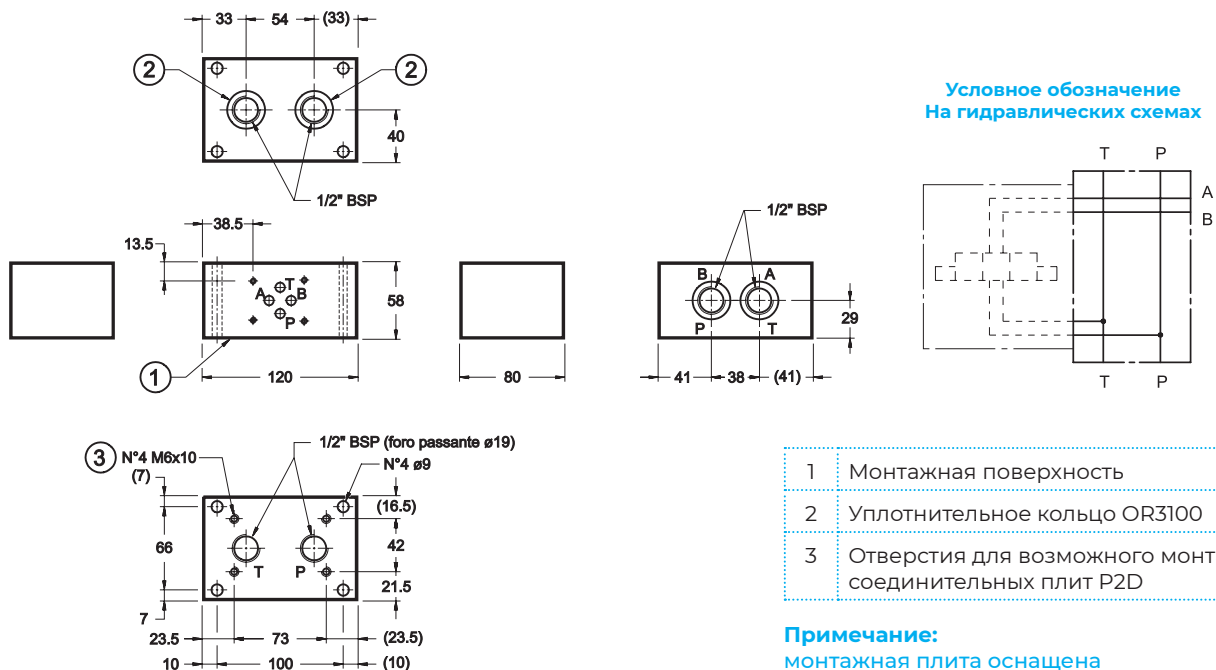 33 54 (33)
2 2
40
1/2" BSP
Условное обозначение
На гидравлических схемах
T P
A
B
T P
38.5
13.5
T
A B
P
58
1
120
80
1/2" BSP
B A
P T
29
41 38 (41)
1/2" BSP (foro passante ø19)
3 N°4 M6x10
N°4 ø9
(7)
(16.5)
66
42
T P
21.5
7
23.5 73 (23.5)
10 100 (10)
1 Монтажная поверхность
2 Уплотнительное кольцо OR3100
3 Отверстия для возможного монт
соединительных плит P2D
Примечание:
монтажная плита оснащена